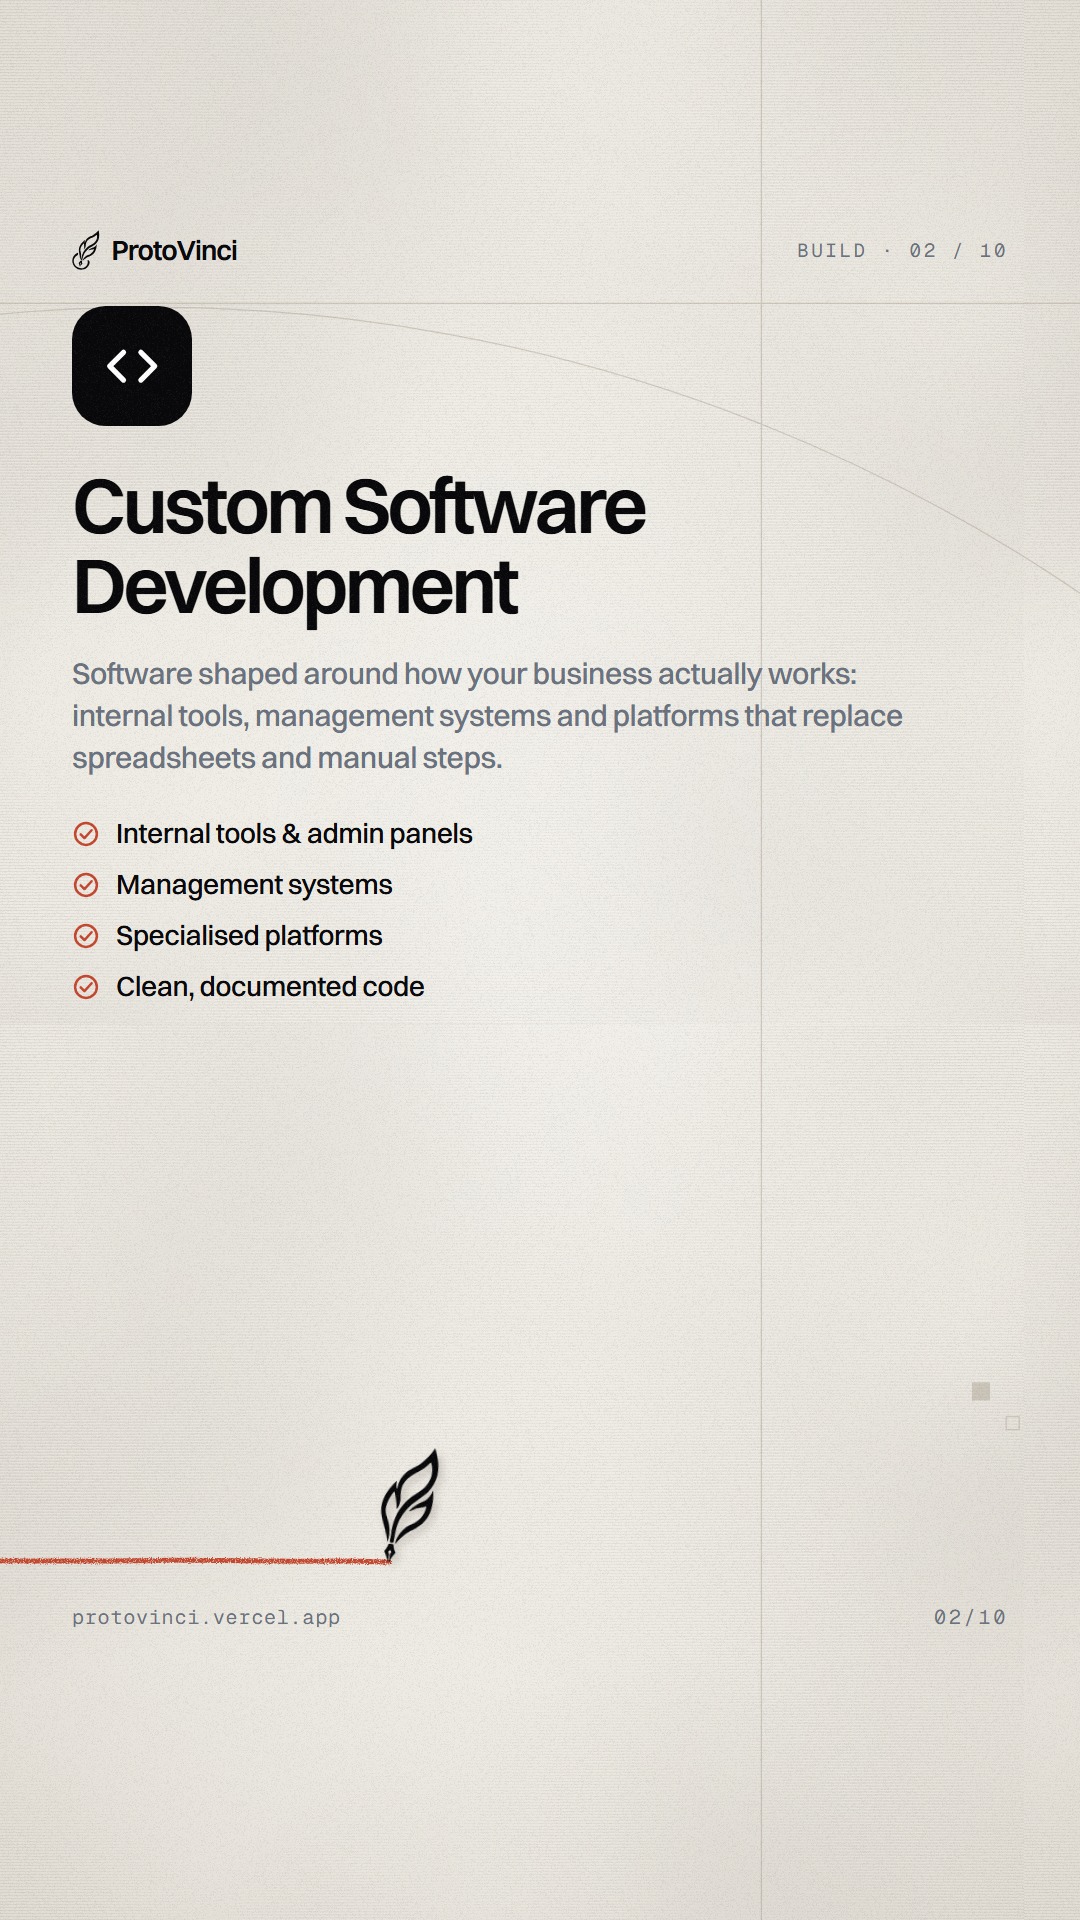 ProtoVinci
BUILD · 02 / 10
Custom Software
Development
Software shaped around how your business actually works:
internal tools, management systems and platforms that replace
spreadsheets and manual steps.
Internal tools & admin panels
Management systems
Specialised platforms
Clean, documented code
protovinci.vercel.app
02/10